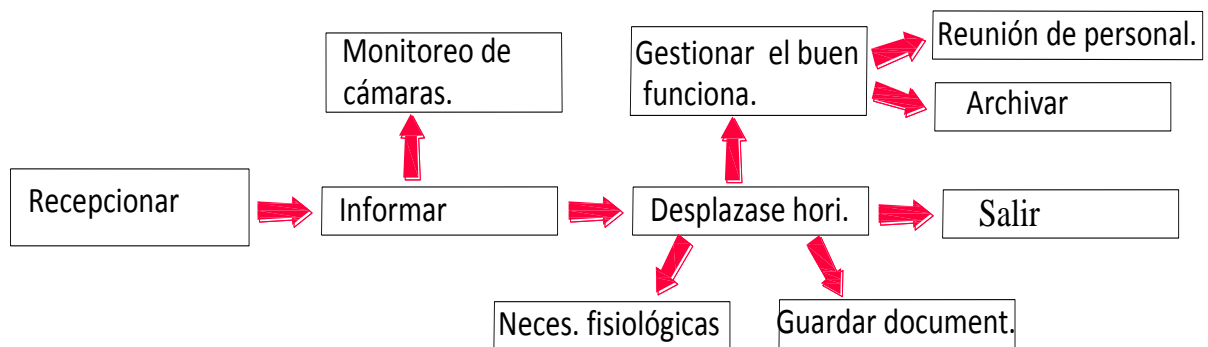 Reunión de personal.
Monitoreo de
cámaras.
Gestionar el buen
funciona.
Archivar
Recepcionar
Informar
Desplazase hori.
Salir
Neces. fisiológicas
Guardar document.